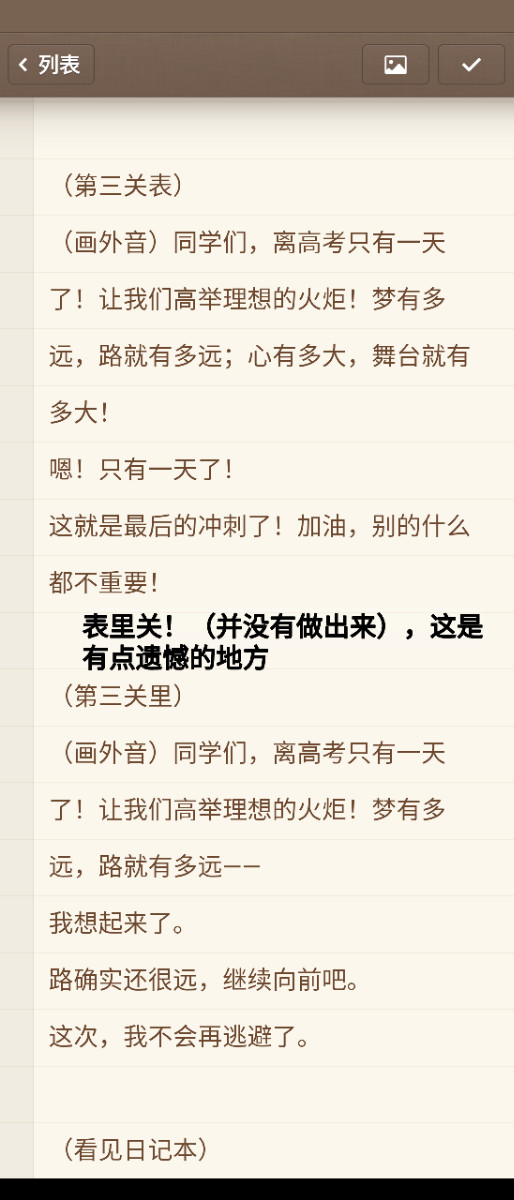 列表
（第三关表）
（画外音）同学们，离高考只有一天
了！让我们高举理想的火炬！梦有多
远，路就有多远；心有多大，舞台就有
多大！
嗯！只有一天了！
这就是最后的冲刺了！加油，别的什么
都不重要！
表里关！（并没有做出来），这是
有点遗憾的地方
（第三关里）
（画外音）同学们，离高考只有一天
了！让我们高举理想的火炬！梦有多
远，路就有多远——
我想起来了。
路确实还很远，继续向前吧。
这次，我不会再逃避了。
（看见日记本）